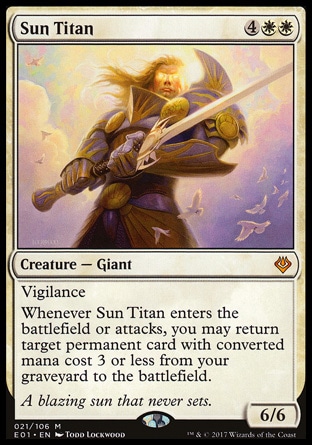 Sun Titan 4
Creature — Giant
Vigilance
Whenever Sun Titan enters the
battlefield or attacks, you may return
target permanent card with converted
mana cost 3 or less from your
graveyard to the battlefield.
A blazing sun that never sets.
6/6
021/106 M
E01 • EN Todd Lockwood
™ & © 2017 Wizards of the Coast